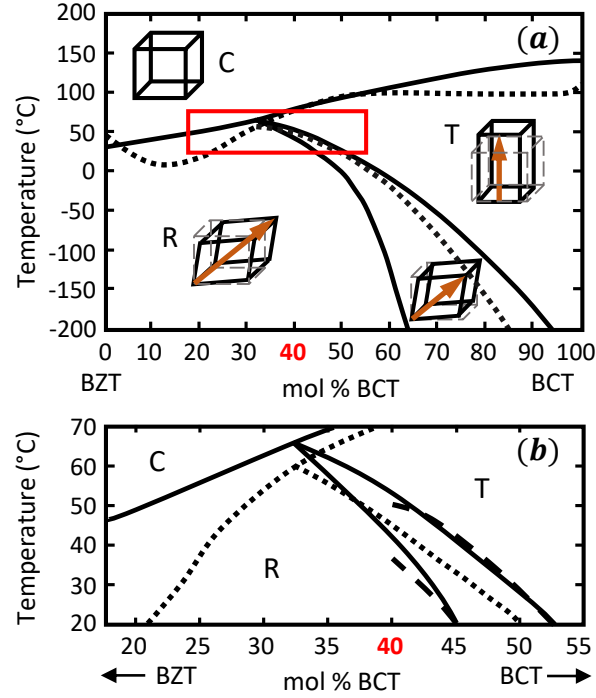 200
150
100
50
0
-50
-100
-150
-200
Temperature (°C)
(a)
C
T
R
0 10 20 30 40 50 60 70 80 90 100
BZT mol % BCT BCT
70
60
50
40
30
20
Temperature (°C)
(b)
C
T
R
20 25 30 35 40 45 50 55
BZT mol % BCT BCT